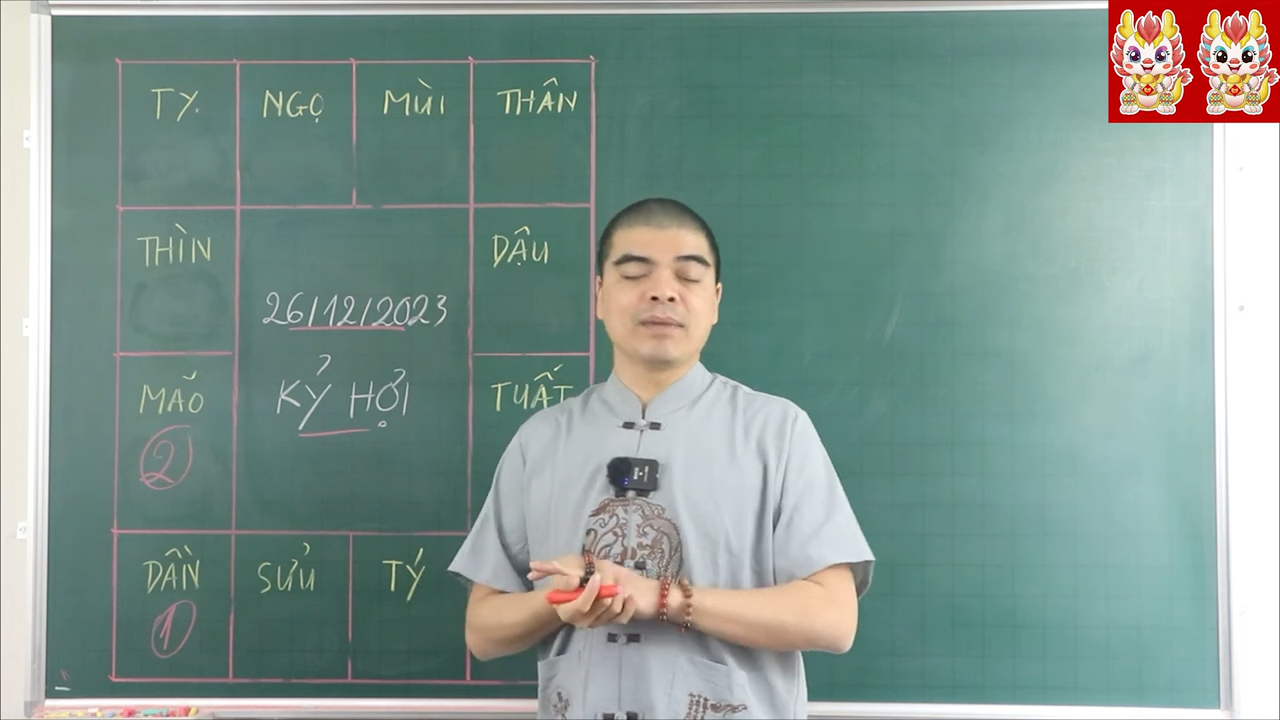 TỴ NGỌ MÙI THÂN
THÌN DẬU
26/12/2023
KỶ HỢI
MÃO TUẤT
2
DẦN SỬU TÝ
1